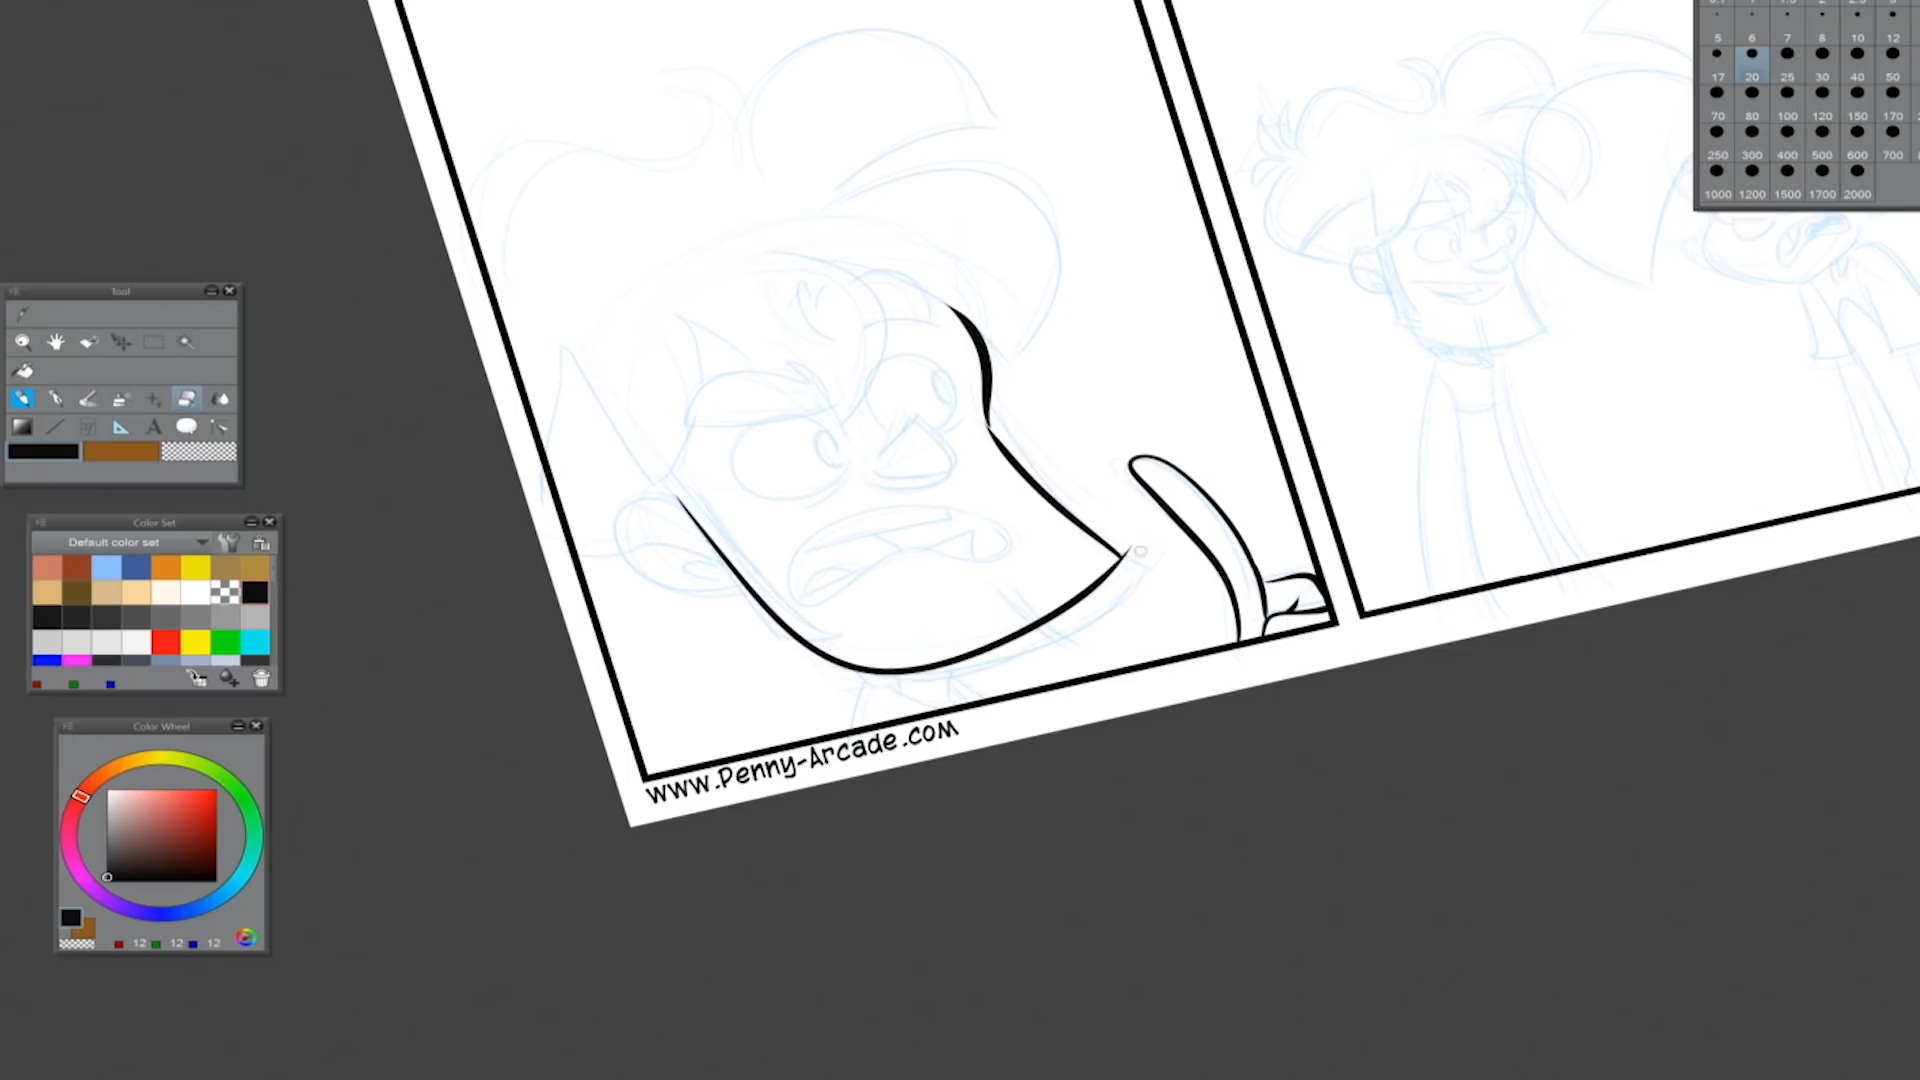 5 6 7 8 10 12
17 20 25 30 40 50
70 80 100 120 150 170
250 300 400 500 600 700
1000 1200 1500 1700 2000
Tool
A
Color Set
Default color set
Color Wheel
12 12 12
www.Penny-Arcade.com